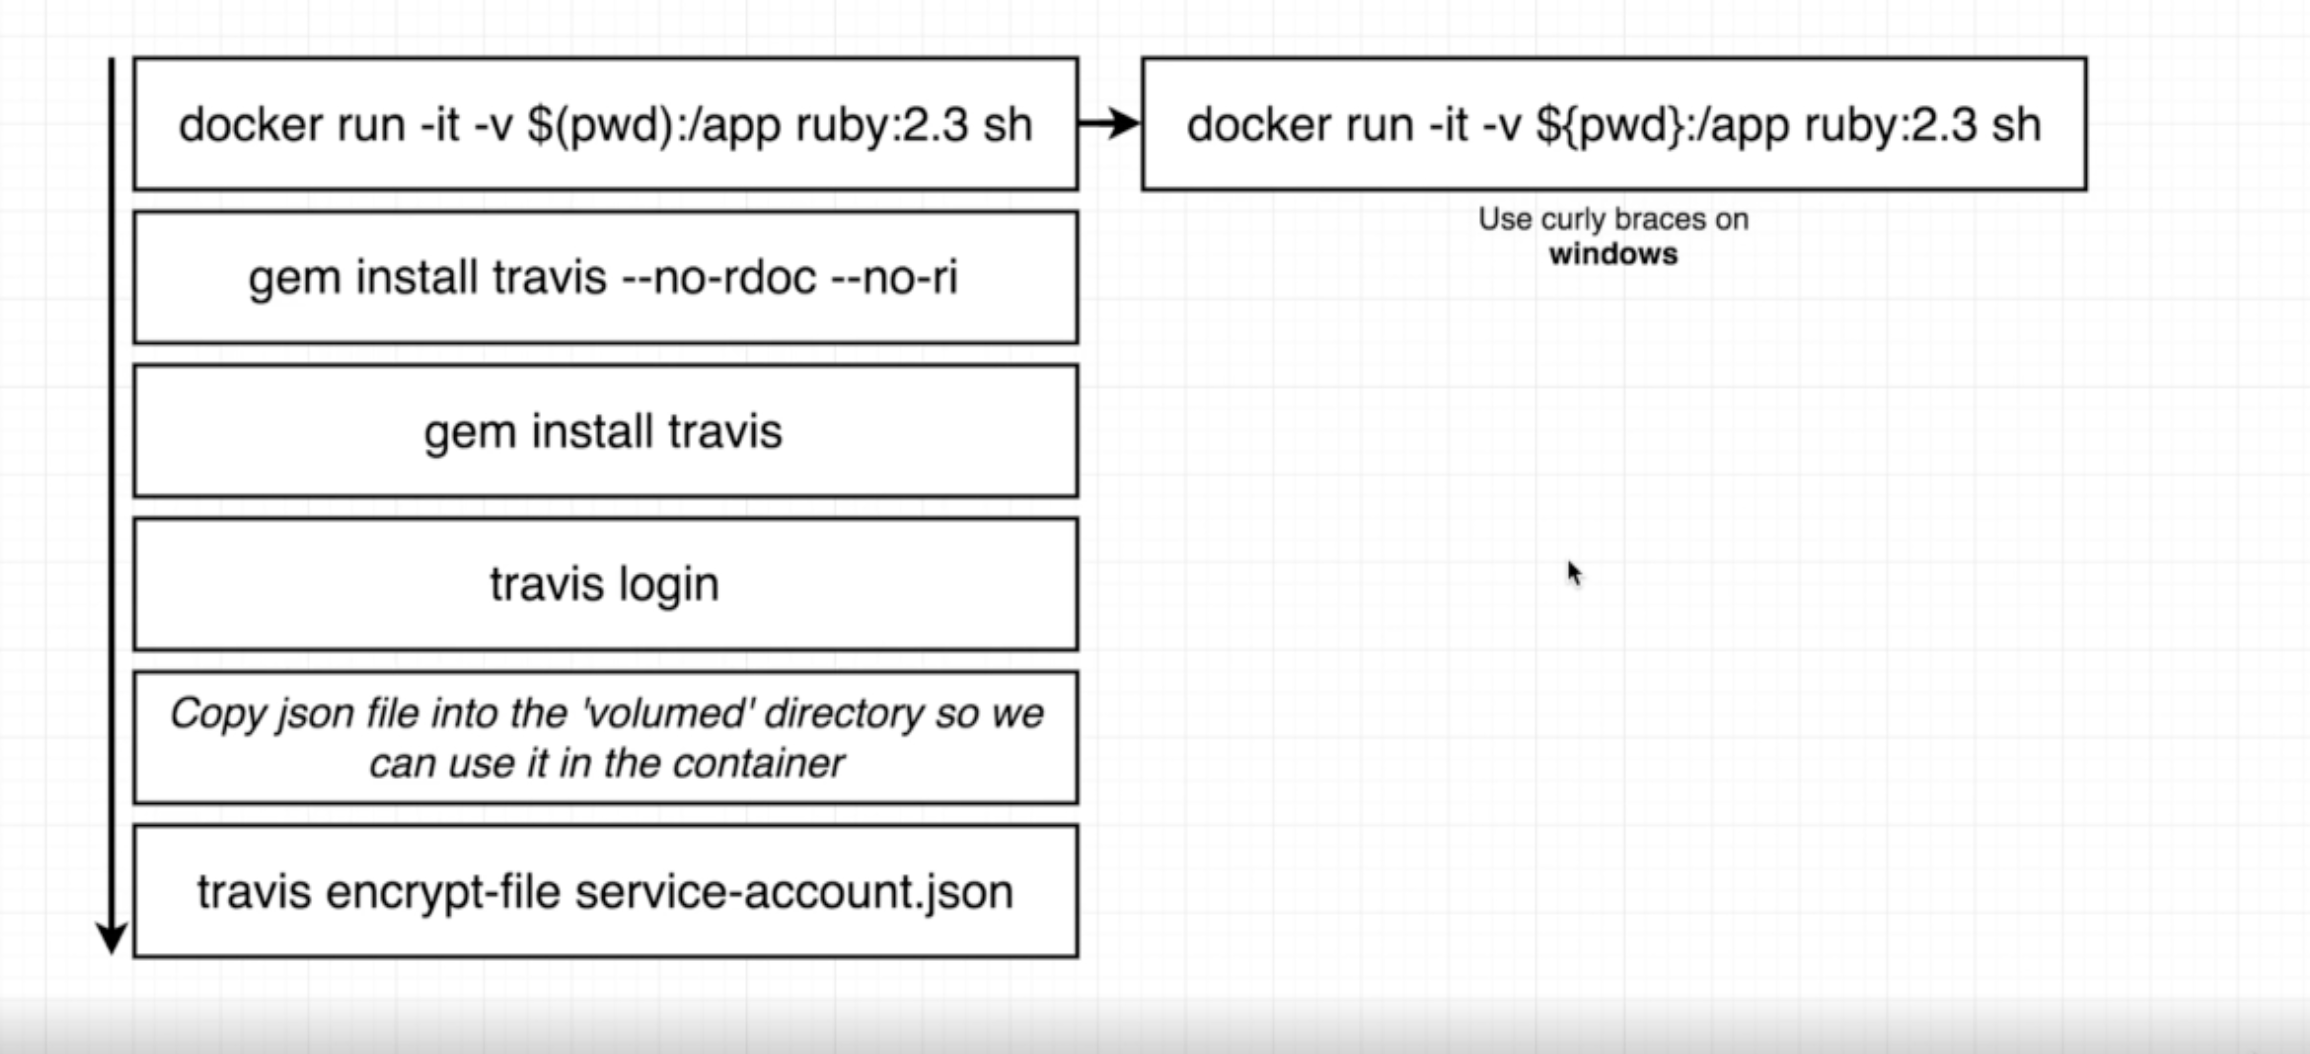 docker run -it -v $(pwd):/app ruby:2.3 sh
docker run -it -v ${pwd}:/app ruby:2.3 sh
Use curly braces on
windows
gem install travis --no-rdoc --no-ri
gem install travis
travis login
Copy json file into the 'volumed' directory so we
can use it in the container
travis encrypt-file service-account.json